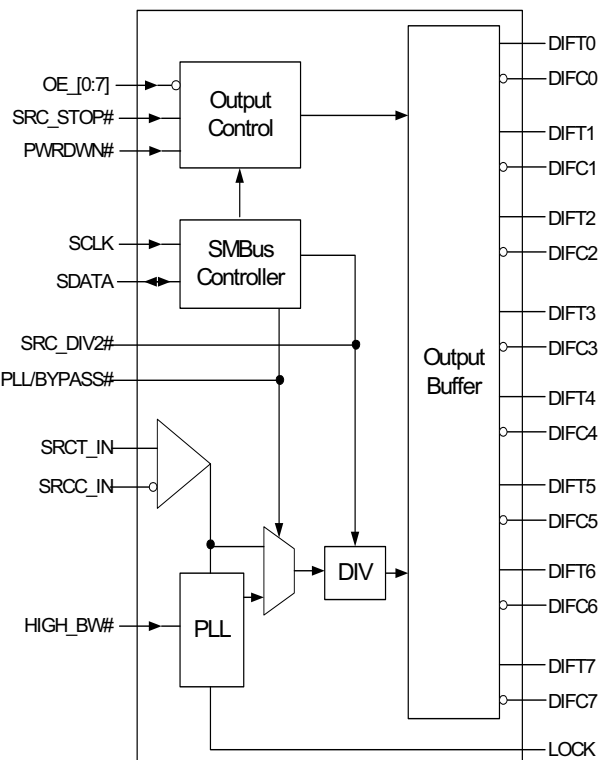 OE_[0:7]
SRC_STOP#
PWRDWN#
Output
Control
SCLK
SDATA
SMBus
Controller
SRC_DIV2#
PLL/BYPASS#
SRCT_IN
SRCC_IN
HIGH_BW#
PLL
DIV
Output
Buffer
DIFT0
DIFC0
DIFT1
DIFC1
DIFT2
DIFC2
DIFT3
DIFC3
DIFT4
DIFC4
DIFT5
DIFC5
DIFT6
DIFC6
DIFT7
DIFC7
LOCK